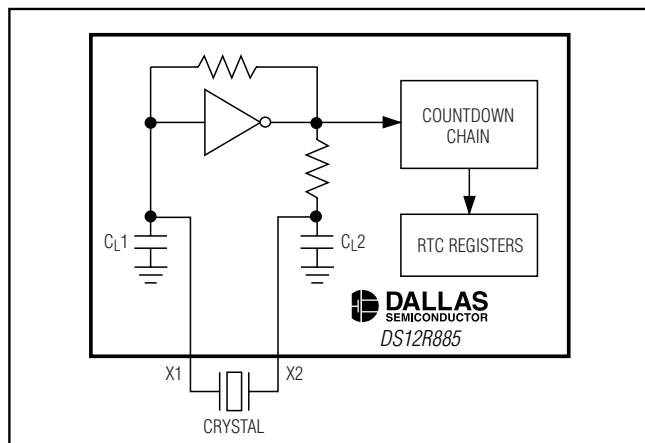 COUNTDOWN
CHAIN
CL1
CL2
RTC REGISTERS
DALLAS
SEMICONDUCTOR
DS12R885
X1
X2
CRYSTAL